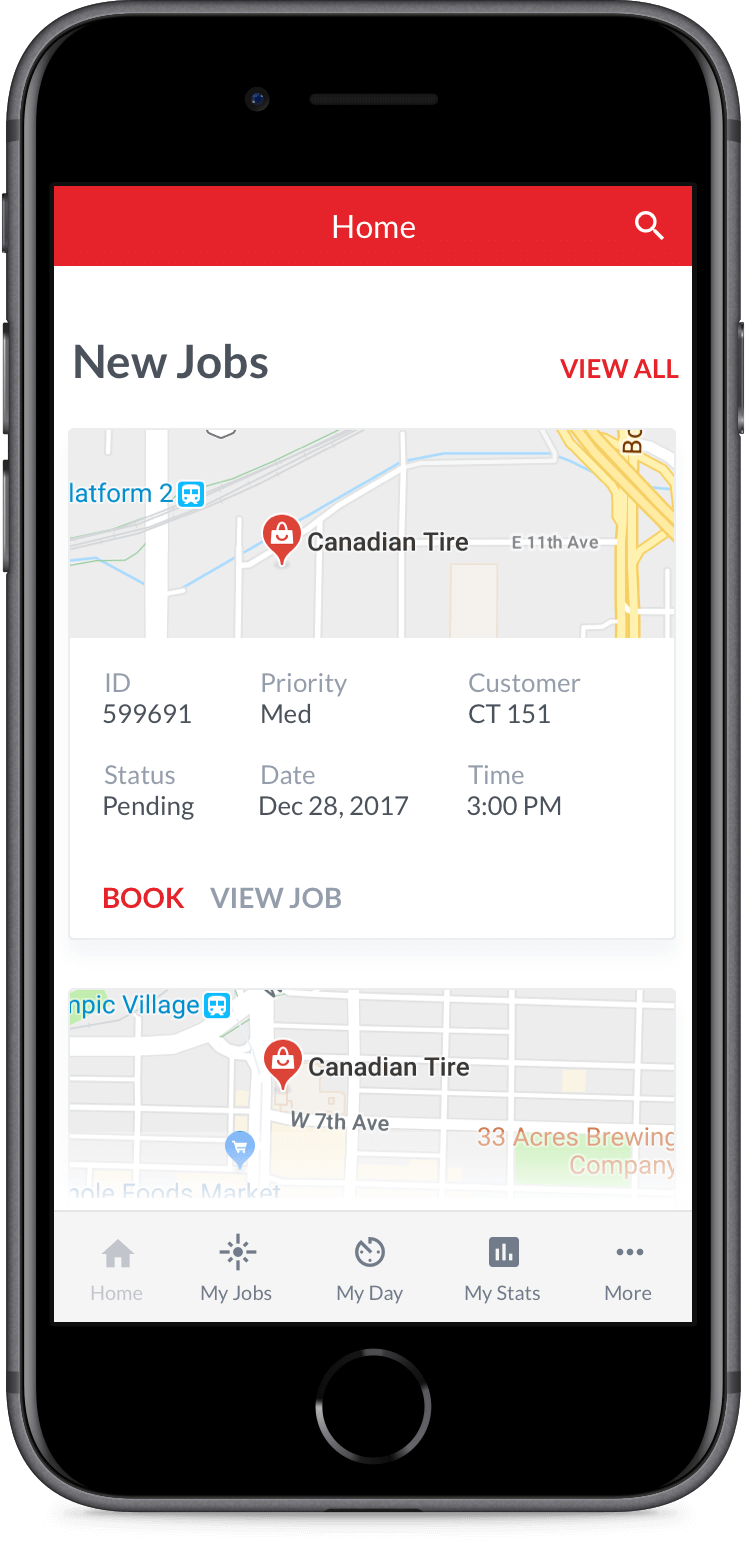 Home
New Jobs
VIEW ALL
latform 2
Canadian Tire
E 11th Ave
ID
Priority
Customer
599691
Med
CT 151
Status
Date
Time
Pending
Dec 28, 2017
3:00 PM
BOOK
VIEW JOB
mpic Village
Canadian Tire
W 7th Ave
33 Acres Brewing
Company
hole Foods Market
Home
My Jobs
My Day
My Stats
More